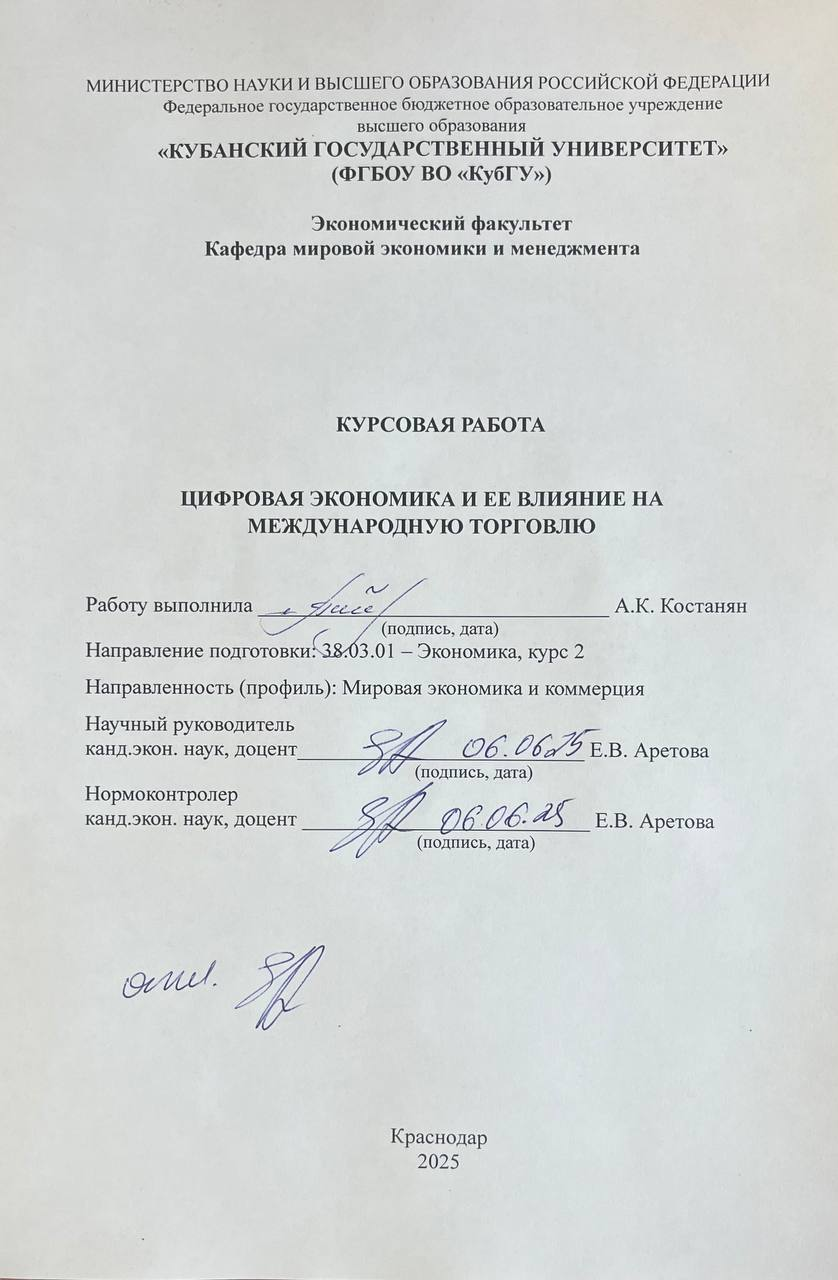 МИНИСТЕРСТВО НАУКИ И ВЫСШЕГО ОБРАЗОВАНИЯ РОССИЙСКОЙ ФЕДЕРАЦИИ
Федеральное государственное бюджетное образовательное учреждение
высшего образования
«КУБАНСКИЙ ГОСУДАРСТВЕННЫЙ УНИВЕРСИТЕТ»
(ФГБОУ ВО «КубГУ»)
Экономический факультет
Кафедра мировой экономики и менеджмента
КУРСОВАЯ РАБОТА
ЦИФРОВАЯ ЭКОНОМИКА И ЕЕ ВЛИЯНИЕ НА
МЕЖДУНАРОДНУЮ ТОРГОВЛЮ
Работу выполнила А.К. Костанян
(подпись, дата)
Направление подготовки: 38.03.01 – Экономика, курс 2
Направленность (профиль): Мировая экономика и коммерция
Научный руководитель
канд.экон. наук, доцент 06.06.25 Е.В. Аретова
(подпись, дата)
Нормоконтролер
канд.экон. наук, доцент 06.06.25 Е.В. Аретова
(подпись, дата)
отл.
Краснодар
2025